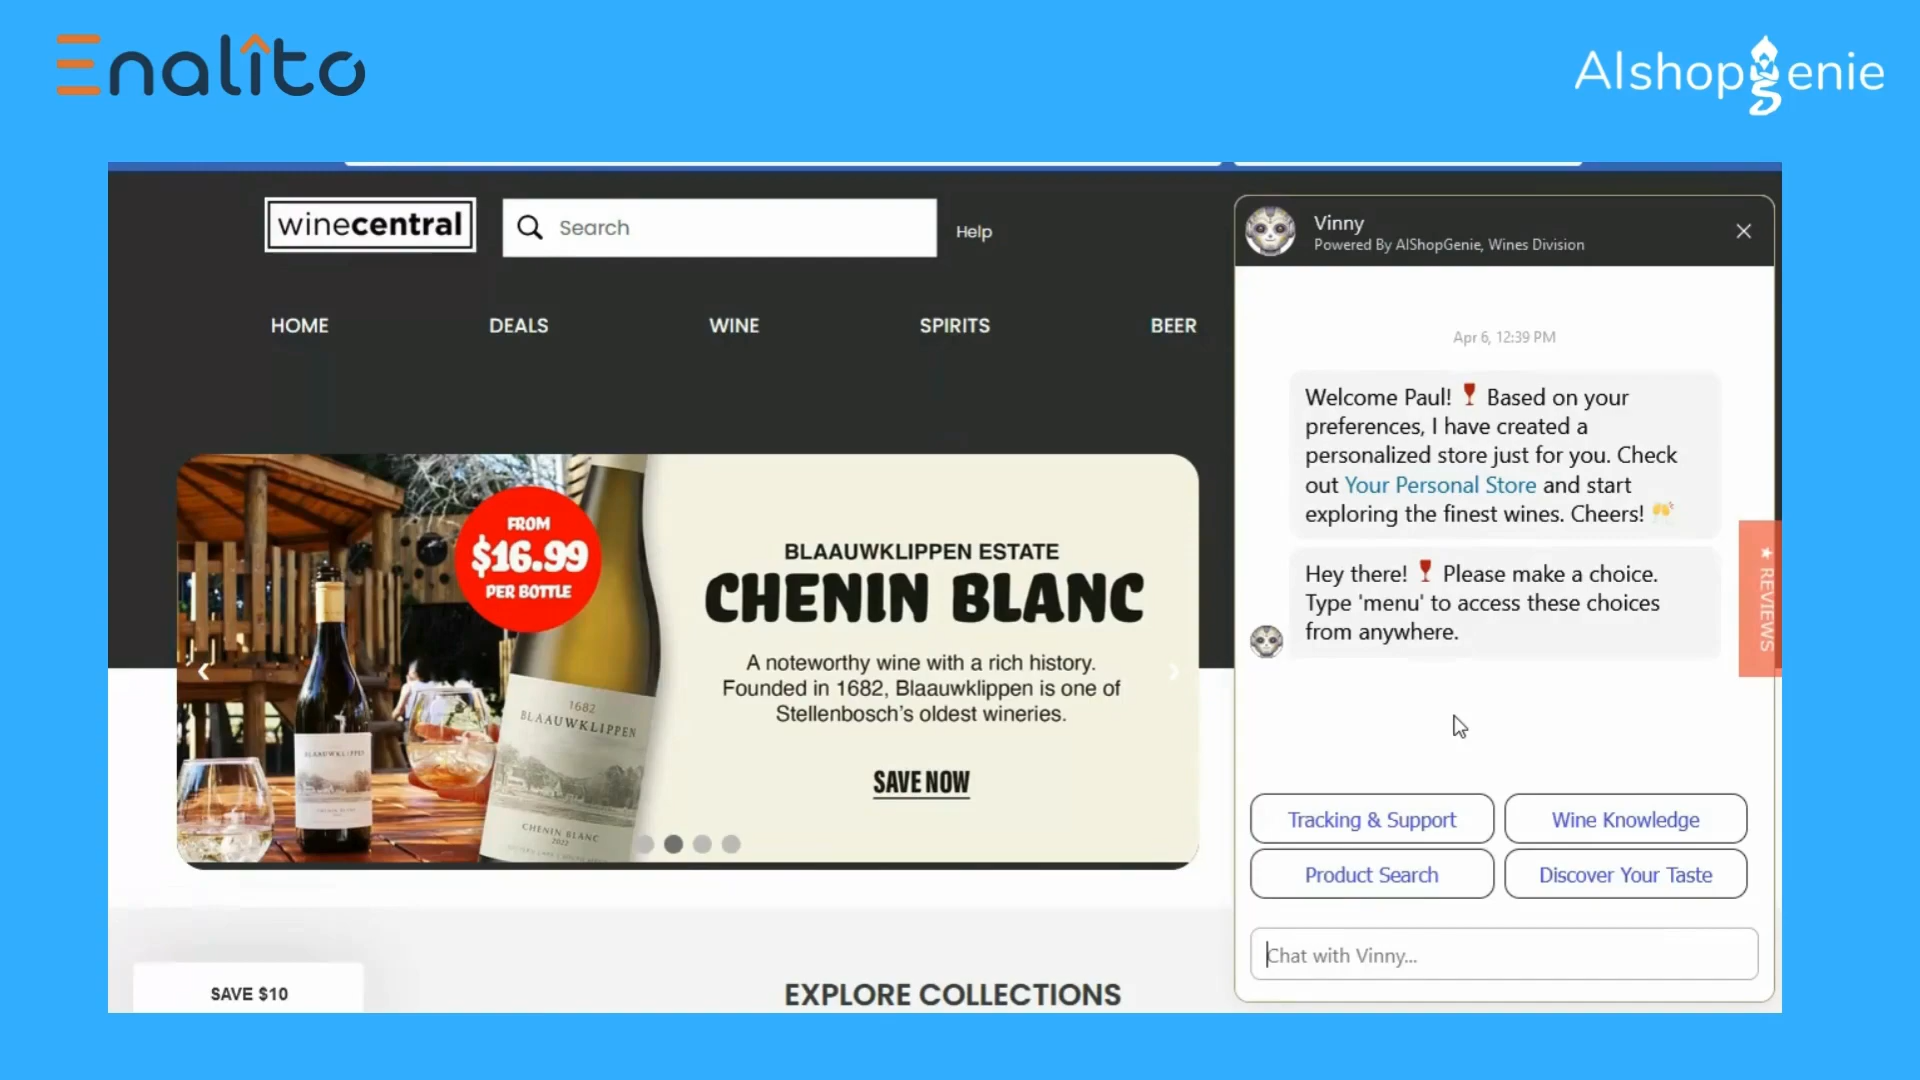 Enalito
AIshopgenie
winecentral
Search
Help
HOME
DEALS
WINE
SPIRITS
BEER
FROM
$16.99
PER BOTTLE
BLAAUWKLIPPEN ESTATE
CHENIN BLANC
A noteworthy wine with a rich history.
Founded in 1682, Blaauwklippen is one of
Stellenbosch's oldest wineries.
SAVE NOW
1682
BLAAUWKLIPPEN
CHENIN BLANC
2022
BLAAUWKLIPPEN
SAVE $10
EXPLORE COLLECTIONS
Vinny
Powered By AIShopGenie, Wines Division
Apr 6, 12:39 PM
Welcome Paul! 🍷 Based on your
preferences, I have created a
personalized store just for you. Check
out Your Personal Store and start
exploring the finest wines. Cheers! 🥂
Hey there! 🍷 Please make a choice.
Type 'menu' to access these choices
from anywhere.
★ REVIEWS
Tracking & Support
Wine Knowledge
Product Search
Discover Your Taste
Chat with Vinny...